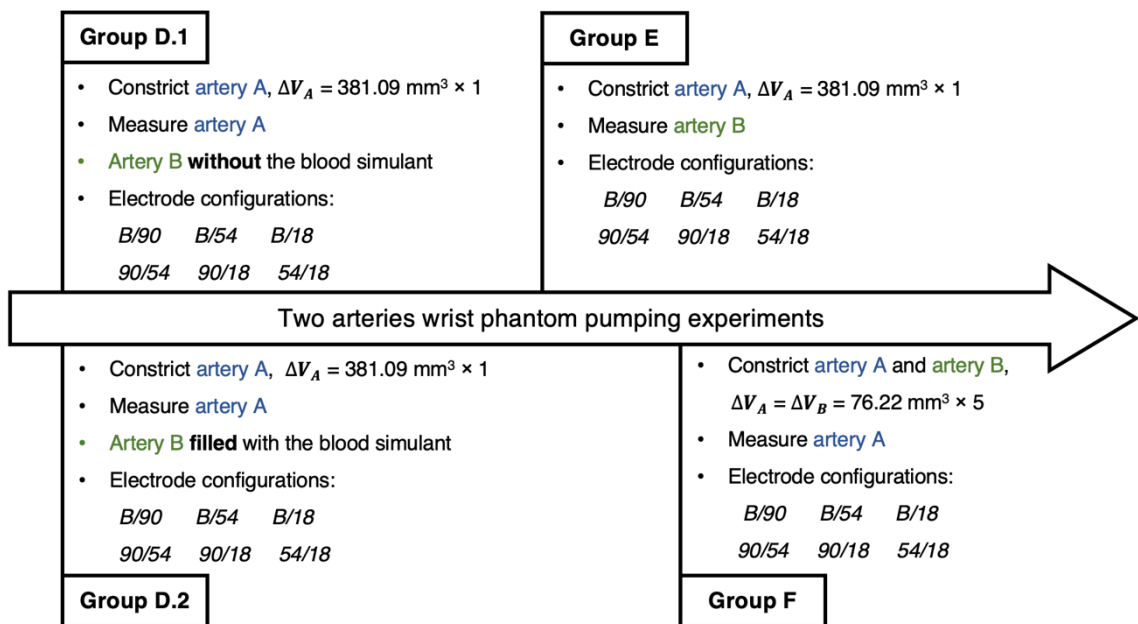 Group D.1
• Constrict artery A, ΔV_A = 381.09 mm³ × 1
• Measure artery A
• Artery B without the blood simulant
• Electrode configurations:
B/90 B/54 B/18
90/54 90/18 54/18
Group E
• Constrict artery A, ΔV_A = 381.09 mm³ × 1
• Measure artery B
• Electrode configurations:
B/90 B/54 B/18
90/54 90/18 54/18
Two arteries wrist phantom pumping experiments
• Constrict artery A, ΔV_A = 381.09 mm³ × 1
• Measure artery A
• Artery B filled with the blood simulant
• Electrode configurations:
B/90 B/54 B/18
90/54 90/18 54/18
Group D.2
• Constrict artery A and artery B,
ΔV_A = ΔV_B = 76.22 mm³ × 5
• Measure artery A
• Electrode configurations:
B/90 B/54 B/18
90/54 90/18 54/18
Group F